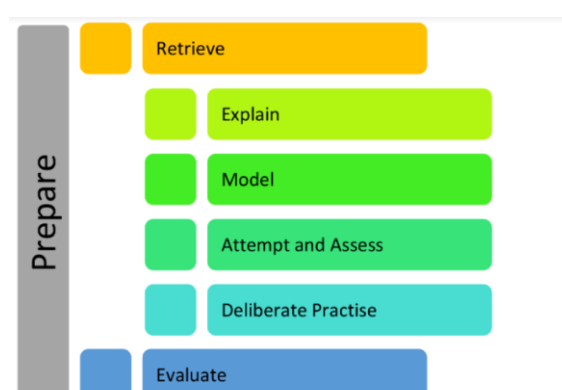 Prepare
Retrieve
Explain
Model
Attempt and Assess
Deliberate Practise
Evaluate